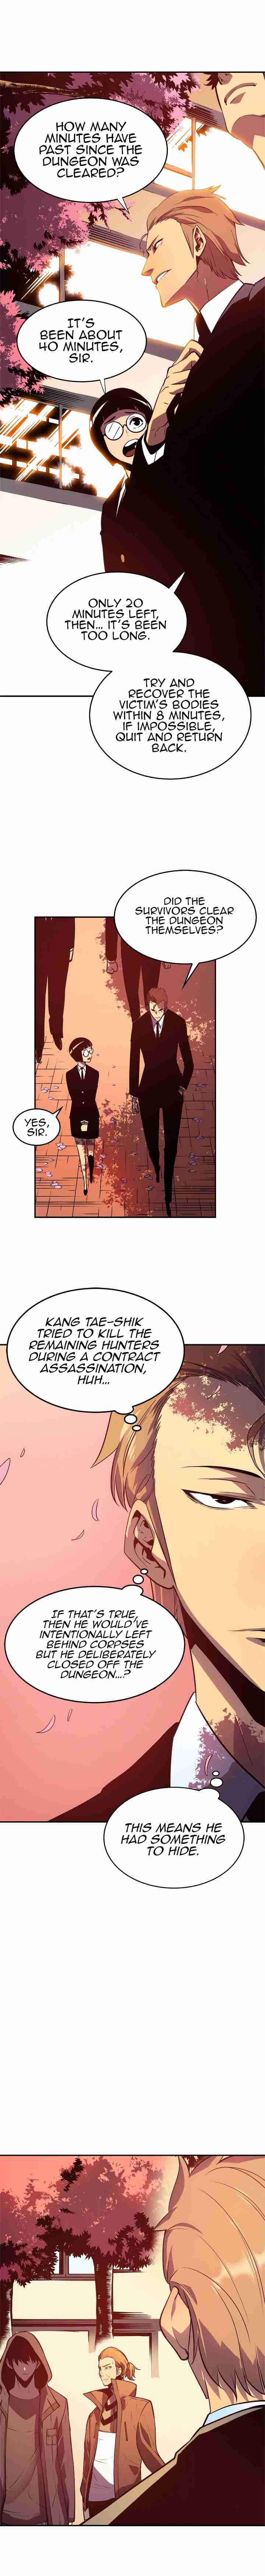 HOW MANY
MINUTES HAVE
PAST SINCE THE
DUNGEON WAS
CLEARED?
IT'S
BEEN ABOUT
40 MINUTES,
SIR.
ONLY 20
MINUTES LEFT,
THEN... IT'S BEEN
TOO LONG.
TRY AND
RECOVER THE
VICTIM'S BODIES
WITHIN 8 MINUTES,
IF IMPOSSIBLE,
QUIT AND RETURN
BACK.
DID THE
SURVIVORS CLEAR
THE DUNGEON
THEMSELVES?
YES,
SIR.
KANG TAE-SHIK
TRIED TO KILL THE
REMAINING HUNTERS
DURING A CONTRACT
ASSASSINATION,
HUH...
IF THAT'S TRUE,
THEN HE WOULD'VE
INTENTIONALLY LEFT
BEHIND CORPSES
BUT HE DELIBERATELY
CLOSED OFF THE
DUNGEON...?
THIS MEANS HE
HAD SOMETHING
TO HIDE.